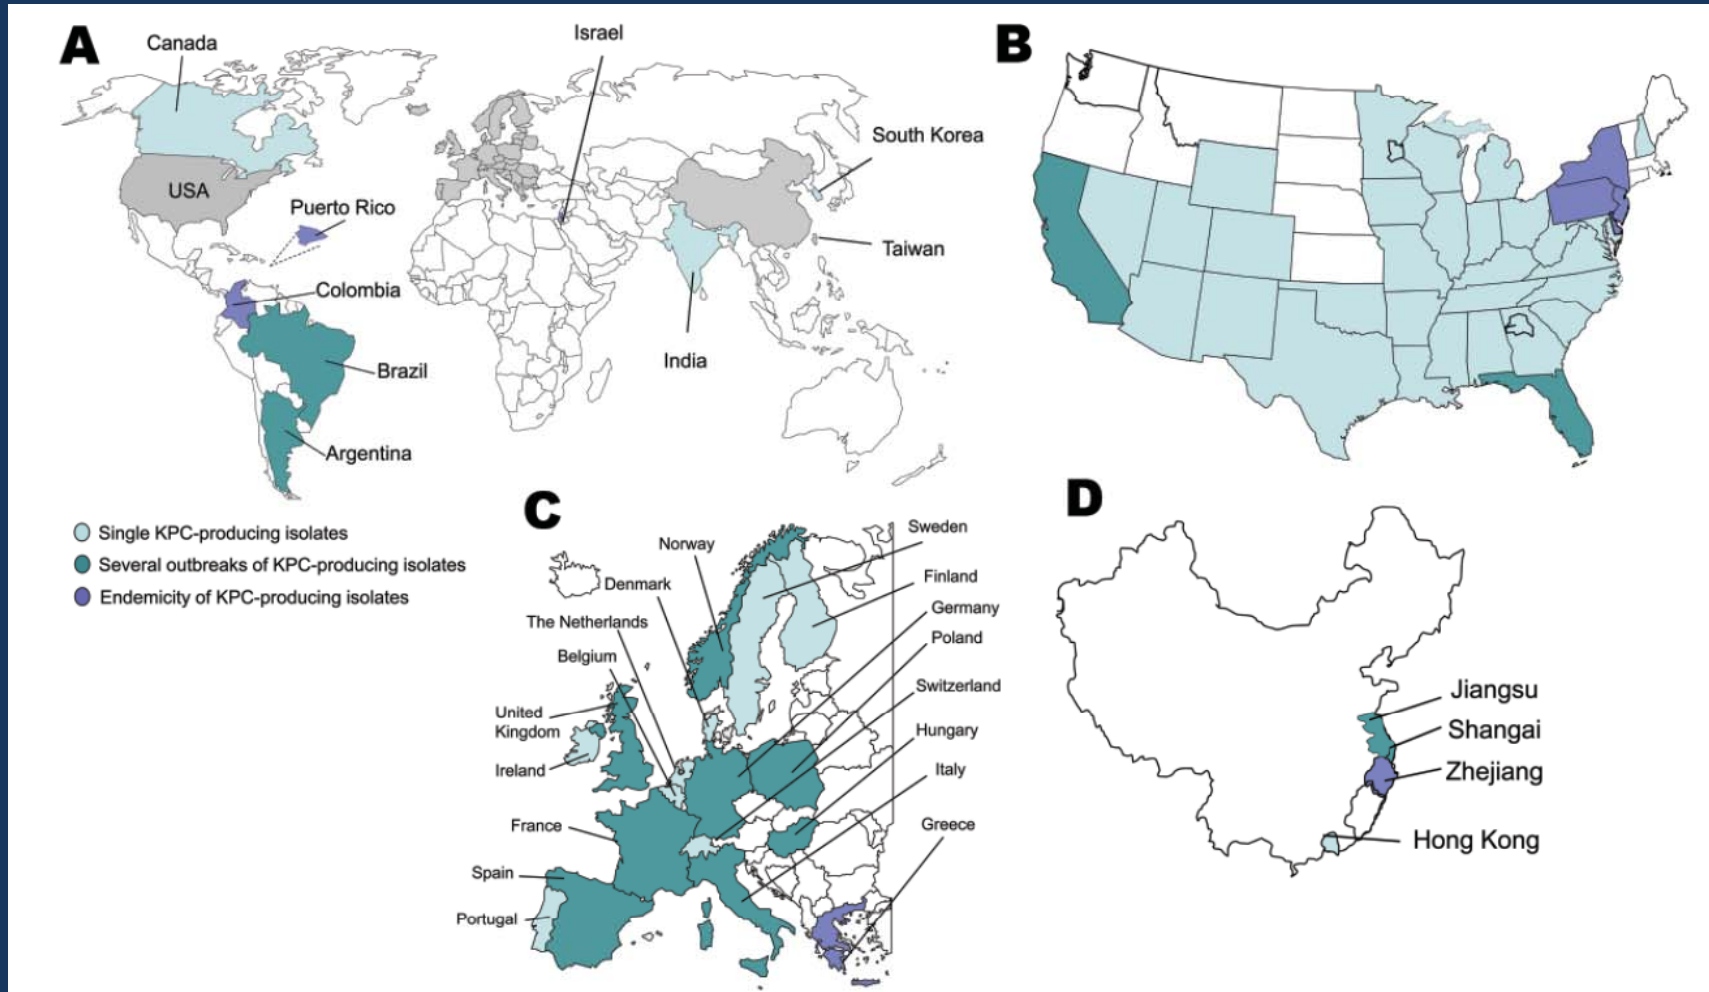 A
Canada
Israel
South Korea
USA
Puerto Rico
Taiwan
Colombia
India
Brazil
Argentina
Single KPC-producing isolates
Several outbreaks of KPC-producing isolates
Endemicity of KPC-producing isolates
B
C
Sweden
Norway
Finland
Denmark
Germany
The Netherlands
Poland
Belgium
Switzerland
United
Kingdom
Hungary
Ireland
Italy
France
Greece
Spain
Portugal
D
Jiangsu
Shangai
Zhejiang
Hong Kong